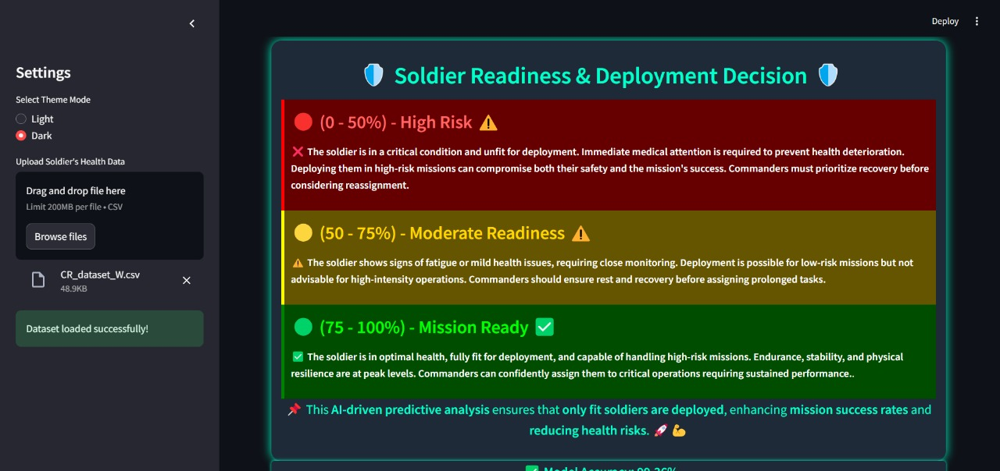 Deploy
Settings
Select Theme Mode
Light
Dark
Upload Soldier's Health Data
Drag and drop file here
Limit 200MB per file • CSV
Browse files
CR_dataset_W.csv
48.9KB
Dataset loaded successfully!
Soldier Readiness & Deployment Decision
(0 - 50%) - High Risk
The soldier is in a critical condition and unfit for deployment. Immediate medical attention is required to prevent health deterioration.
Deploying them in high-risk missions can compromise both their safety and the mission's success. Commanders must prioritize recovery before
considering reassignment.
(50 - 75%) - Moderate Readiness
The soldier shows signs of fatigue or mild health issues, requiring close monitoring. Deployment is possible for low-risk missions but not
advisable for high-intensity operations. Commanders should ensure rest and recovery before assigning prolonged tasks.
(75 - 100%) - Mission Ready
The soldier is in optimal health, fully fit for deployment, and capable of handling high-risk missions. Endurance, stability, and physical
resilience are at peak levels. Commanders can confidently assign them to critical operations requiring sustained performance..
This AI-driven predictive analysis ensures that only fit soldiers are deployed, enhancing mission success rates and
reducing health risks.
Model Accuracy: